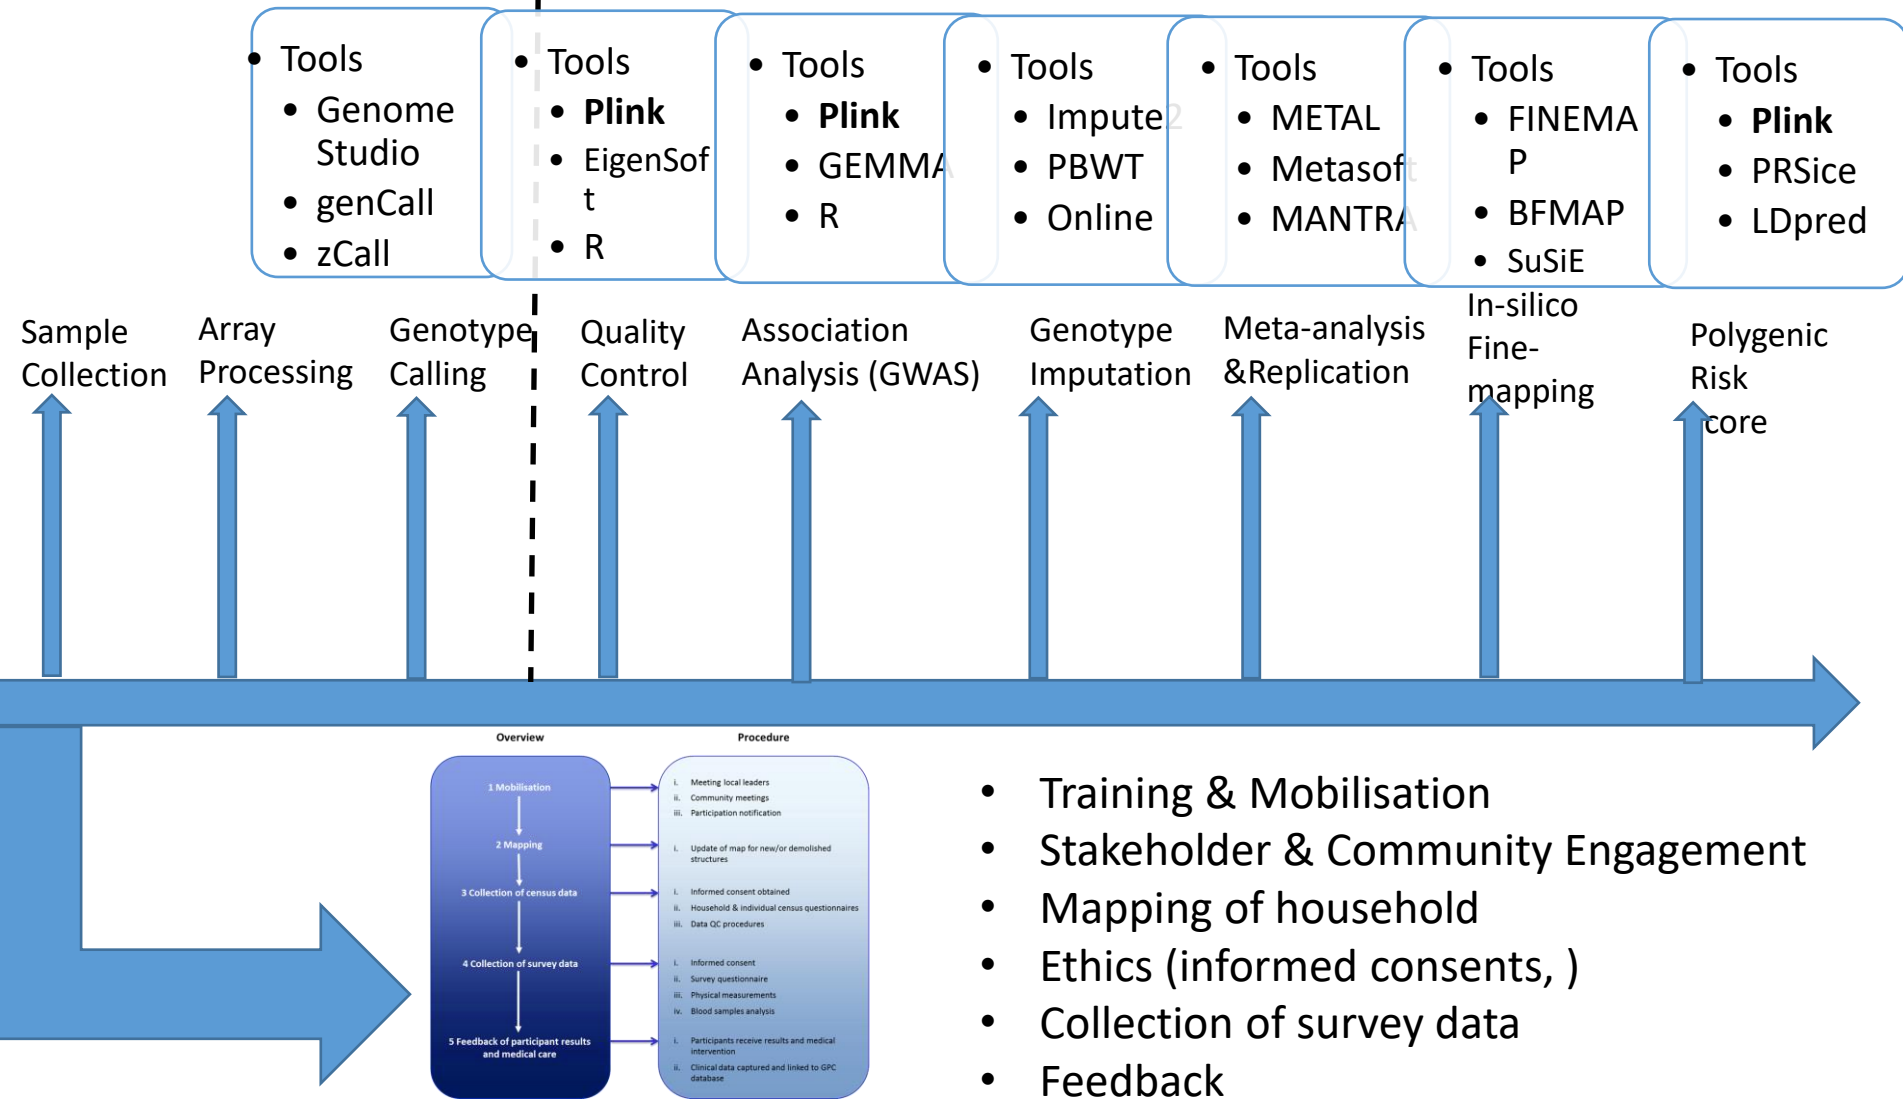 • Tools
• Genome
Studio
• genCall
• zCall
• Tools
• Plink
• EigenSof
t
• R
• Tools
• Plink
• GEMMA
• R
• Tools
• Impute2
• PBWT
• Online
• Tools
• METAL
• Metasoft
• MANTRA
• Tools
• FINEMA
P
• BFMAP
• SuSiE
• Tools
• Plink
• PRSice
• LDpred
Sample
Collection
Array
Processing
Genotype
Calling
Quality
Control
Association
Analysis (GWAS)
Genotype
Imputation
Meta-analysis
&Replication
In-silico
Fine-
mapping
Polygenic
Risk
core
Overview
1 Mobilisation
2 Mapping
3 Collection of census data
4 Collection of survey data
5 Feedback of participant results
and medical care
Procedure
i. Meeting local leaders
ii. Community meetings
iii. Participation notification
i. Update of map for new/or demolished
structures
i. Informed consent obtained
ii. Household & individual census questionnaires
iii. Data QC procedures
i. Informed consent
ii. Survey questionnaire
iii. Physical measurements
iv. Blood samples analysis
i. Participants receive results and medical
intervention
ii. Clinical data captured and linked to GPC
database
• Training & Mobilisation
• Stakeholder & Community Engagement
• Mapping of household
• Ethics (informed consents, )
• Collection of survey data
• Feedback